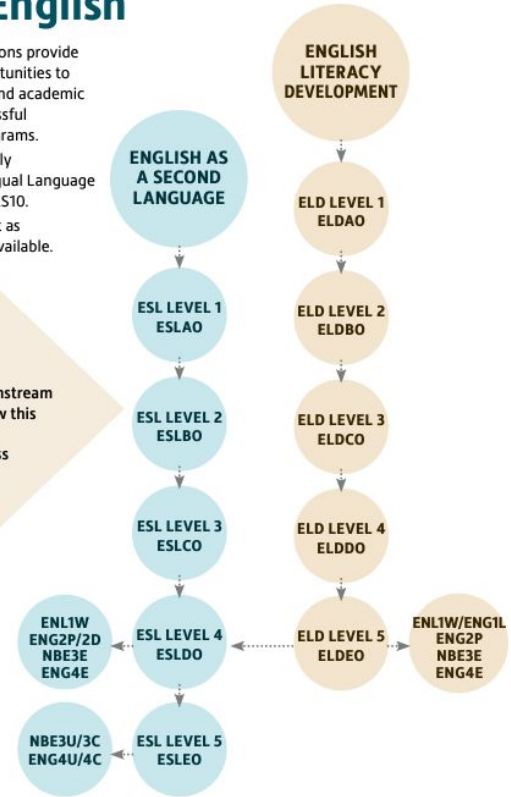 English
ons provide
tunities to
nd academic
ssful
grams.
ly
gual Language
S10.
t as
vailable.
nstream
w this
ss
ENGLISH AS
A SECOND
LANGUAGE
ESL LEVEL 1
ESLAO
ESL LEVEL 2
ESLBO
ESL LEVEL 3
ESLCO
ESL LEVEL 4
ESLDO
ESL LEVEL 5
ESLEO
ENL1W
ENG2P/2D
NBE3E
ENG4E
NBE3U/3C
ENG4U/4C
ENGLISH
LITERACY
DEVELOPMENT
ELD LEVEL 1
ELDAO
ELD LEVEL 2
ELDBO
ELD LEVEL 3
ELDCO
ELD LEVEL 4
ELDDO
ELD LEVEL 5
ELDEO
ENL1W/ENG1L
ENG2P
NBE3E
ENG4E